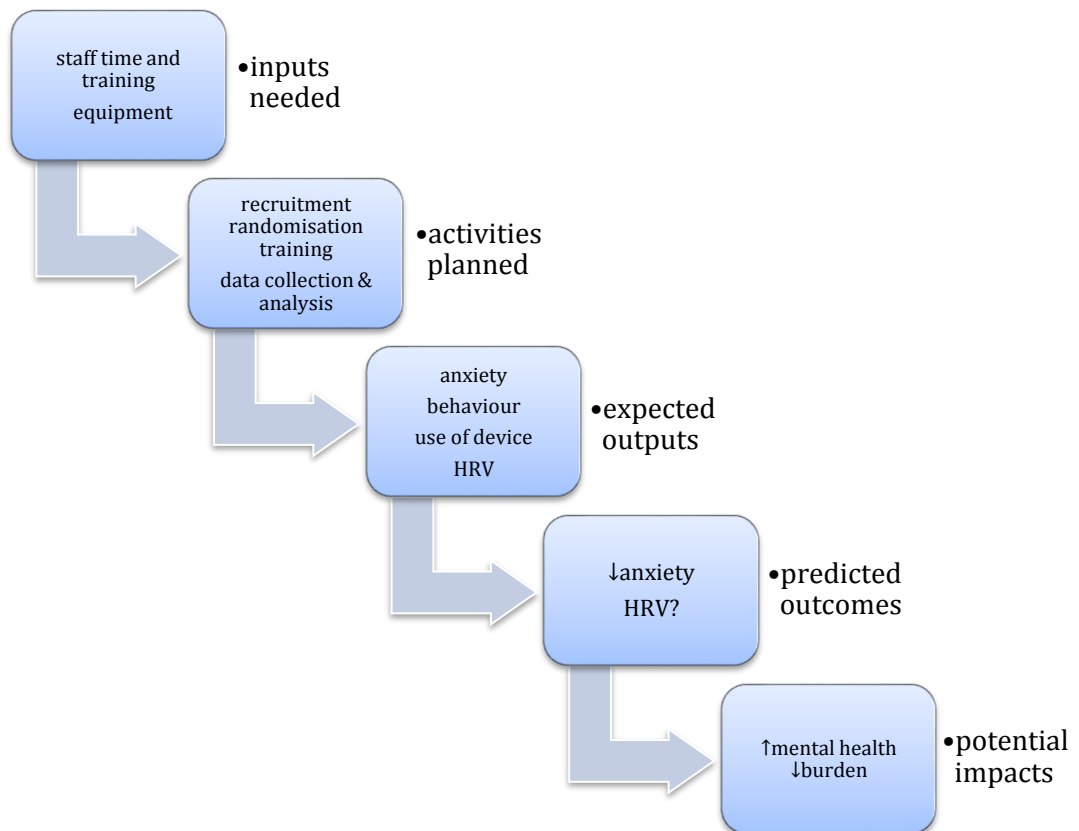 staff time and
training
equipment
•inputs
needed
recruitment
randomisation
training
data collection &
analysis
•activities
planned
anxiety
behaviour
use of device
HRV
•expected
outputs
↓anxiety
HRV?
•predicted
outcomes
↑mental health
↓burden
•potential
impacts